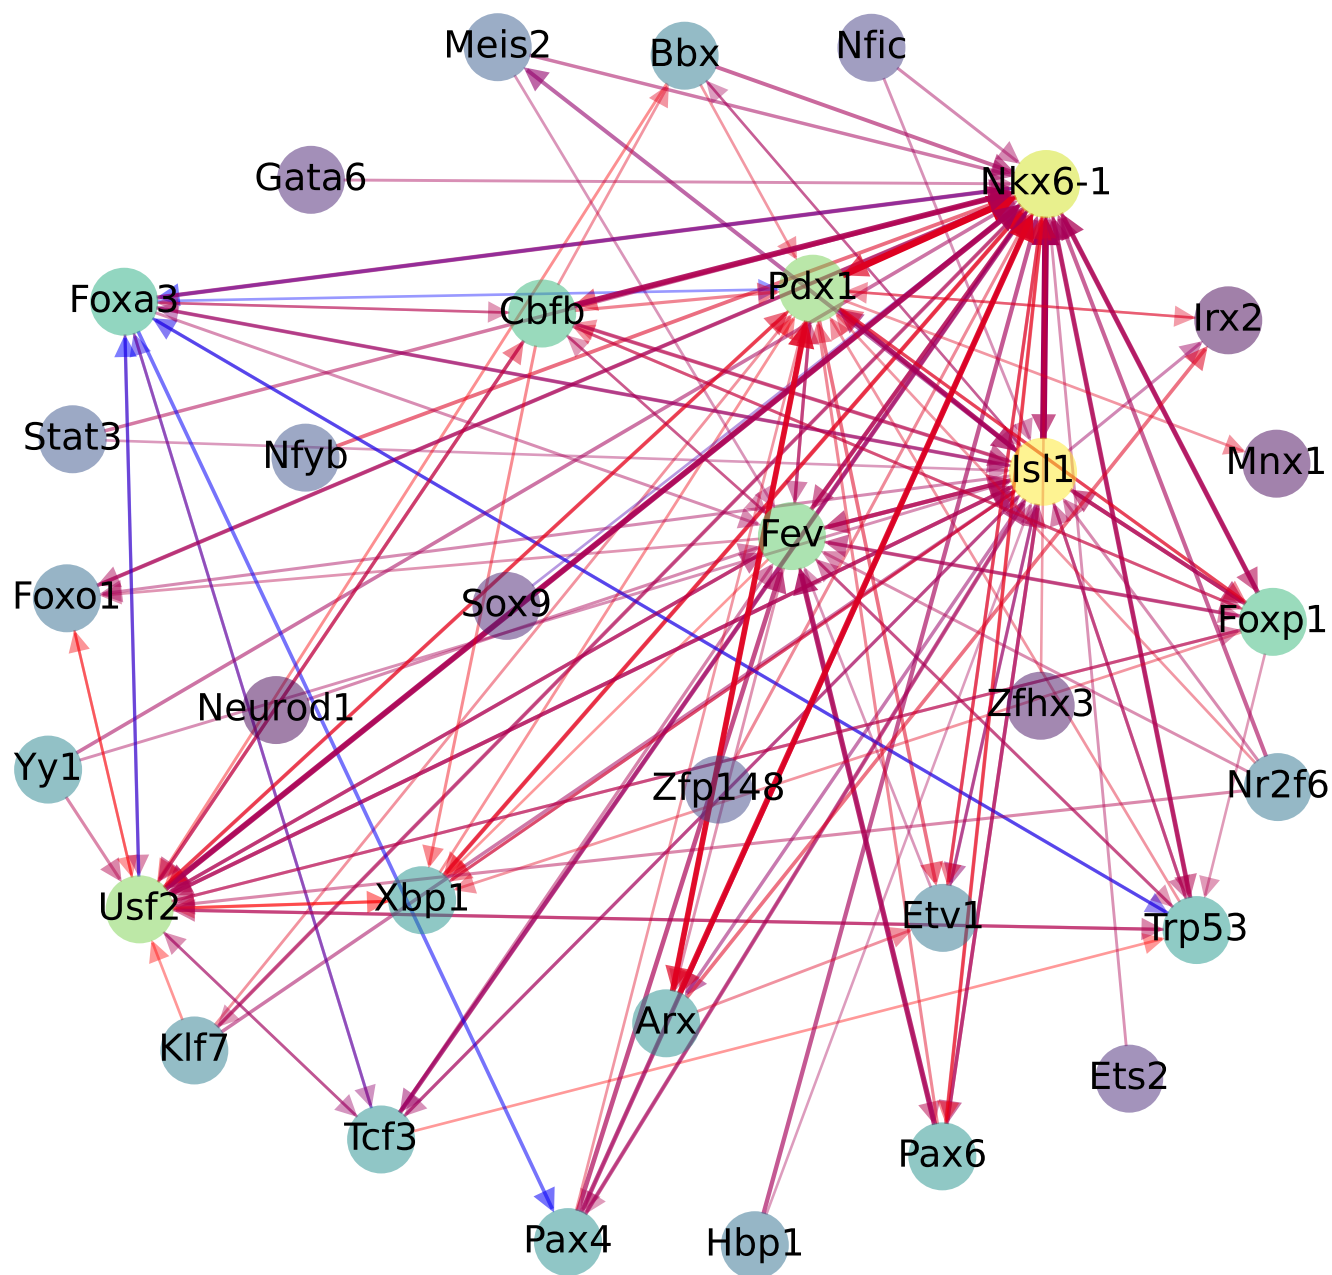 Meis2
Bbx
Nfic
Gata6
Nkx6-1
Foxa3
Cbfb
Pdx1
Irx2
Stat3
Nfyb
Isl1
Mnx1
Fev
Foxo1
Sox9
Foxp1
Neurod1
Zfhx3
Yy1
Zfp148
Nr2f6
Usf2
Xbp1
Etv1
Trp53
Klf7
Arx
Ets2
Tcf3
Pax6
Pax4
Hbp1